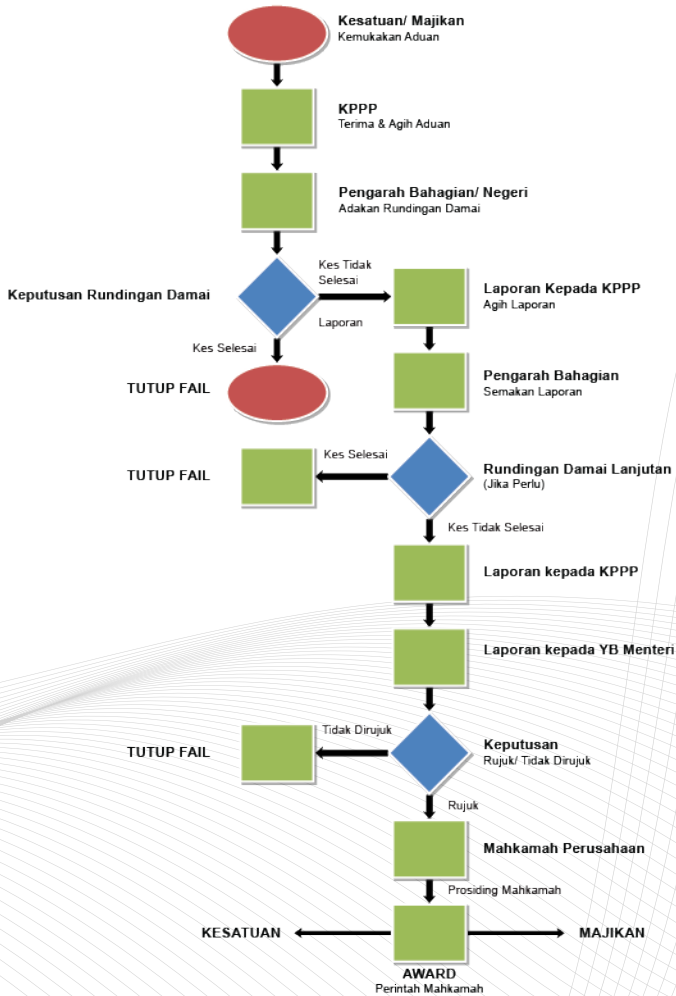 Kesatuan/ Majikan
Kemukakan Aduan
KPPP
Terima & Agih Aduan
Pengarah Bahagian/ Negeri
Adakan Rundingan Damai
Keputusan Rundingan Damai
Kes Tidak
Selesai
Laporan
Laporan Kepada KPPP
Agih Laporan
Kes Selesai
TUTUP FAIL
Pengarah Bahagian
Semakan Laporan
TUTUP FAIL
Kes Selesai
Rundingan Damai Lanjutan
(Jika Perlu)
Kes Tidak Selesai
Laporan kepada KPPP
Laporan kepada YB Menteri
TUTUP FAIL
Tidak Dirujuk
Keputusan
Rujuk/ Tidak Dirujuk
Rujuk
Mahkamah Perusahaan
Prosiding Mahkamah
KESATUAN
MAJIKAN
AWARD
Perintah Mahkamah